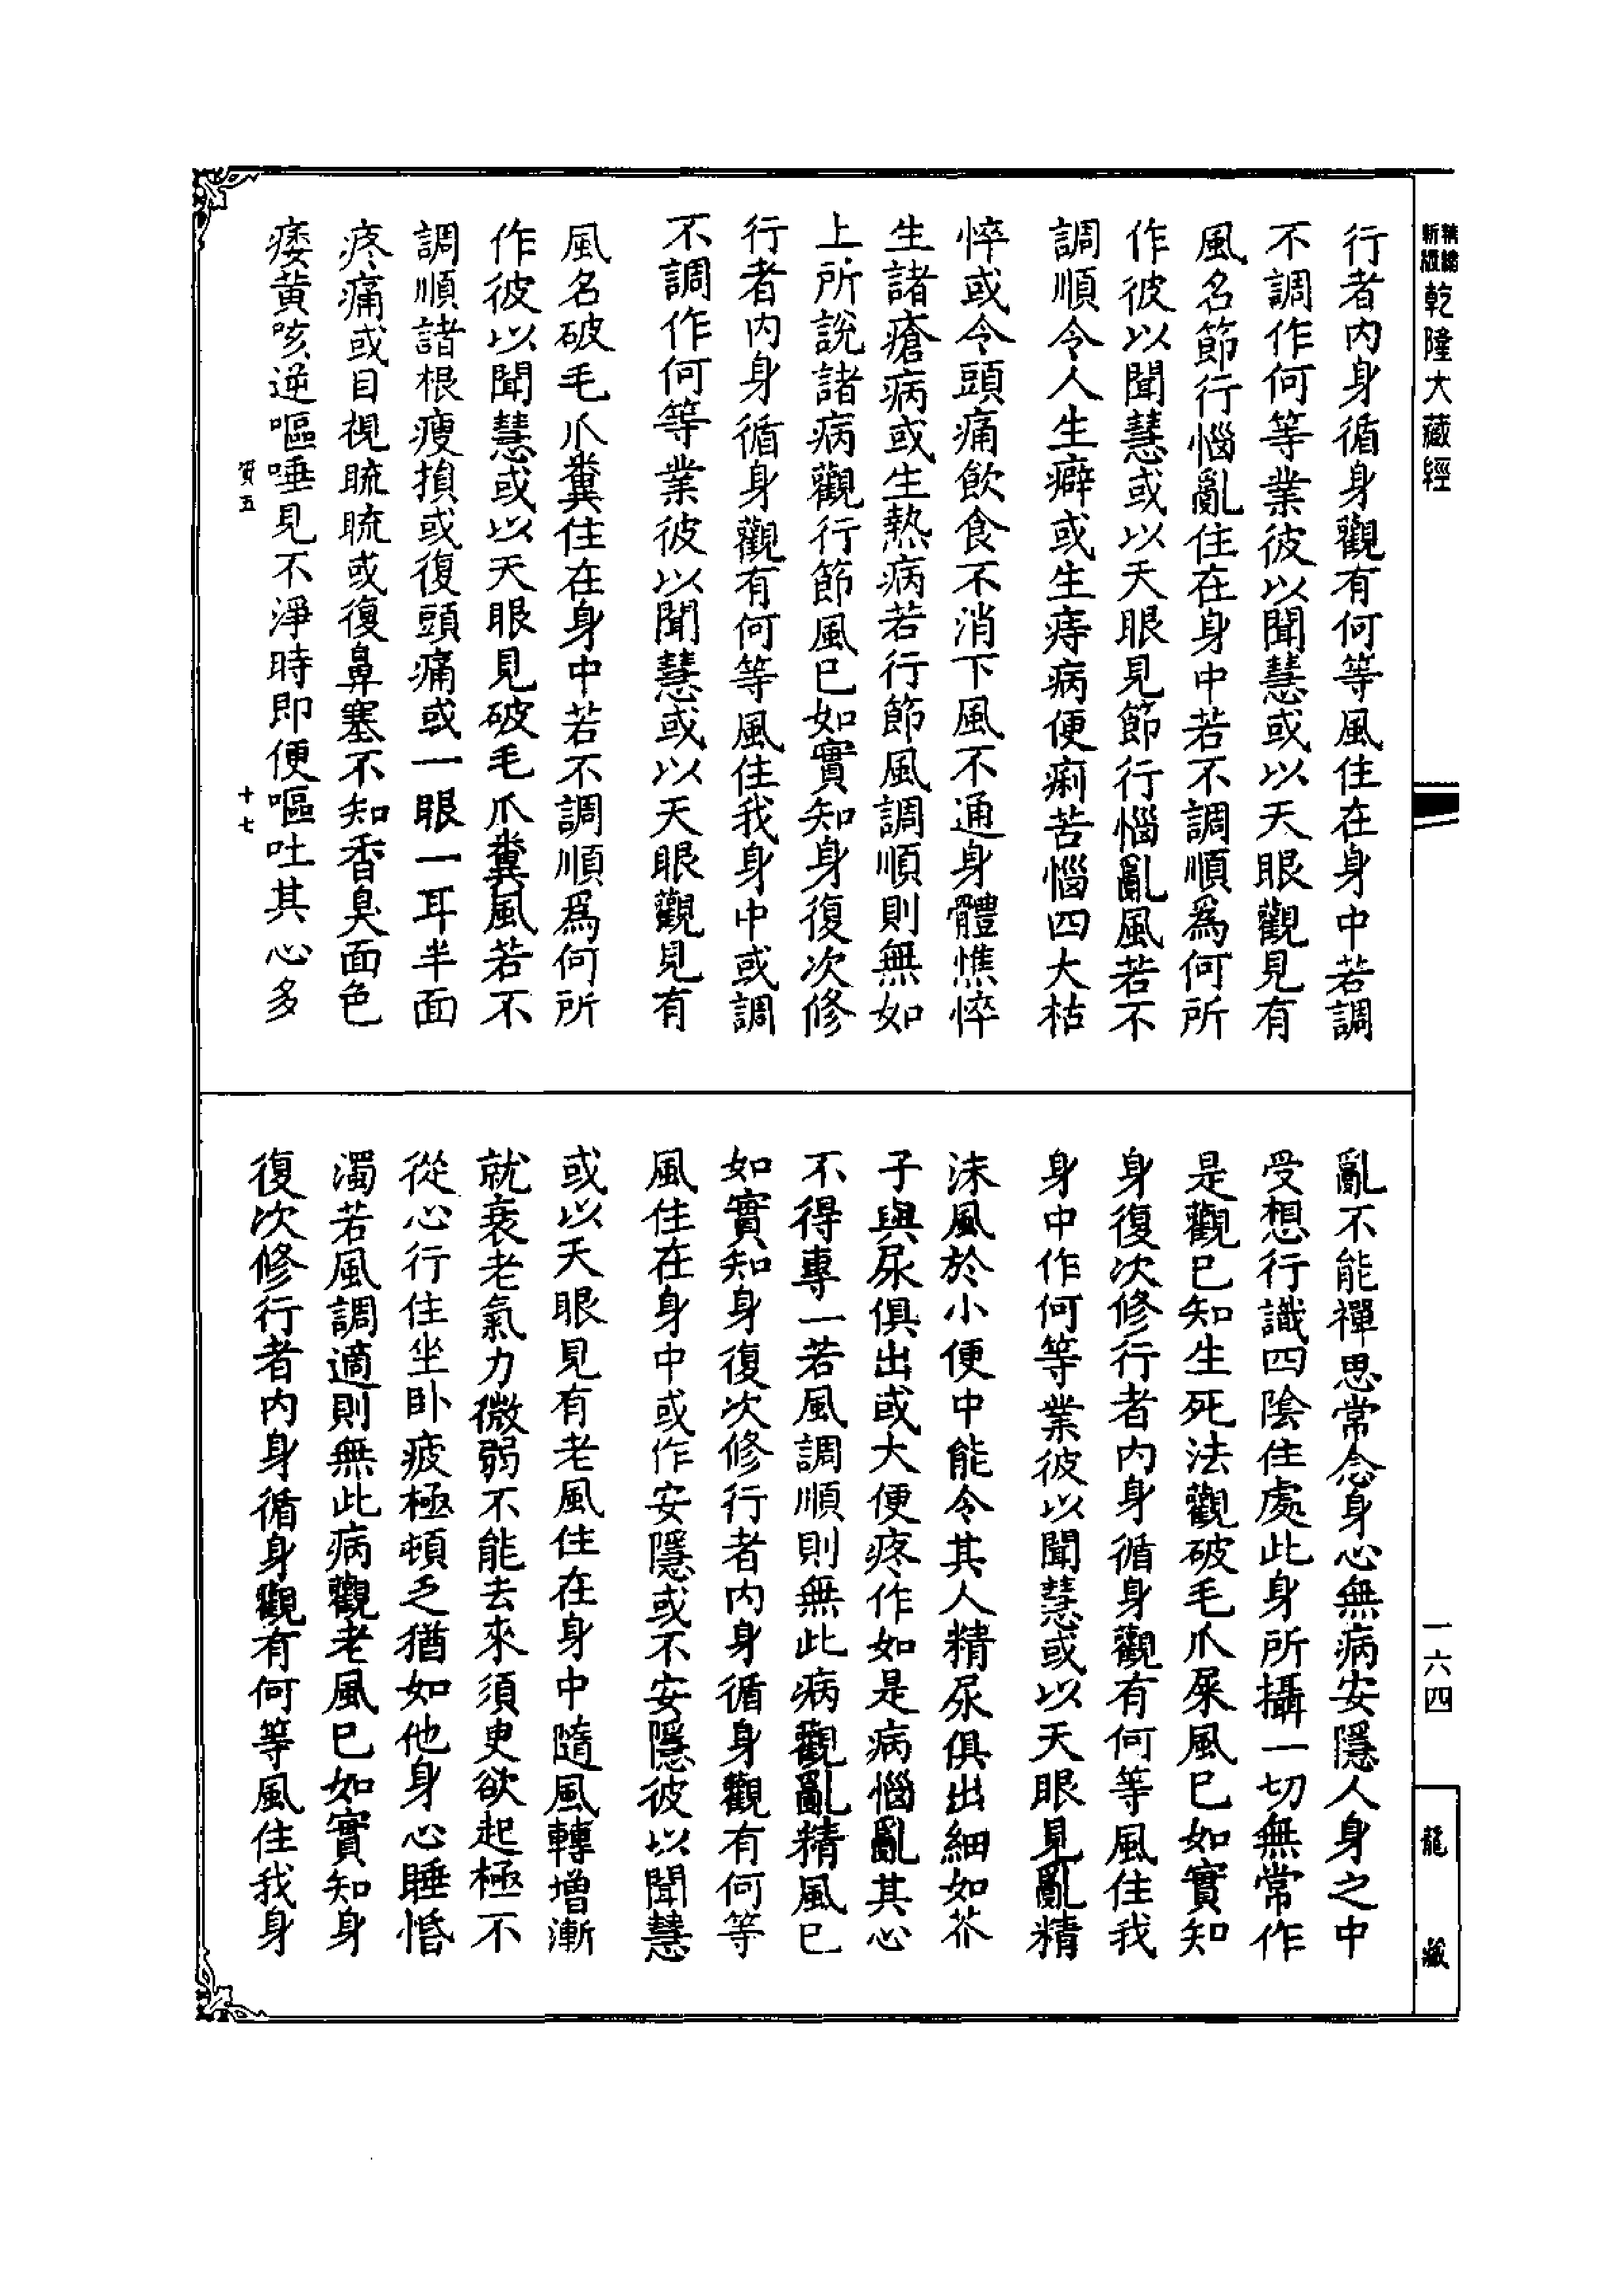 精緒
新版
乾隆大藏經
行者內身循身觀有何等風住在身中若調
不調作何等業彼以聞慧或以天眼觀見有
風名節行惱亂住在身中若不調順為何所
作彼以聞慧或以天眼見節行惱亂風若不
調順令人生癖或生痔病便痢苦惱四大枯
悴或令頭痛飲食不消下風不通身體憔悴
生諸瘡病或生熱病若行節風調順則無如
上所說諸病觀行節風已如實知身復次修
行者內身循身觀有何等風住我身中或調
不調作何等業彼以聞慧或以天眼觀見有
風名破毛爪糞住在身中若不調順為何所
作彼以聞慧或以天眼見破毛爪糞風若不
調順諸根瘦損或復頭痛或一眼一耳半面
疼痛或目視䀮䀮或復鼻塞不知香臭面色
痿黃咳逆嘔唾見不淨時即便嘔吐其心多
資五
十七
亂不能禪思常念身心無病安隱人身之中
受想行識四陰住處此身所攝一切無常作
是觀已知生死法觀破毛爪屎風已如實知
身復次修行者內身循身觀有何等風住我
身中作何等業彼以聞慧或以天眼見亂精
沫風於小便中能令其人精尿俱出細如芥
子與尿俱出或大便疼作如是病惱亂其心
不得專一若風調順則無此病觀亂精風已
如實知身復次修行者內身循身觀有何等
風住在身中或作安隱或不安隱彼以聞慧
或以天眼見有老風住在身中隨風轉增漸
就衰老氣力微弱不能去來須臾欲起極不
從心行住坐卧疲極頓乏猶如他身心睡惛
濁若風調適則無此病觀老風已如實知身
復次修行者內身循身觀有何等風住我身
一六四
龍藏